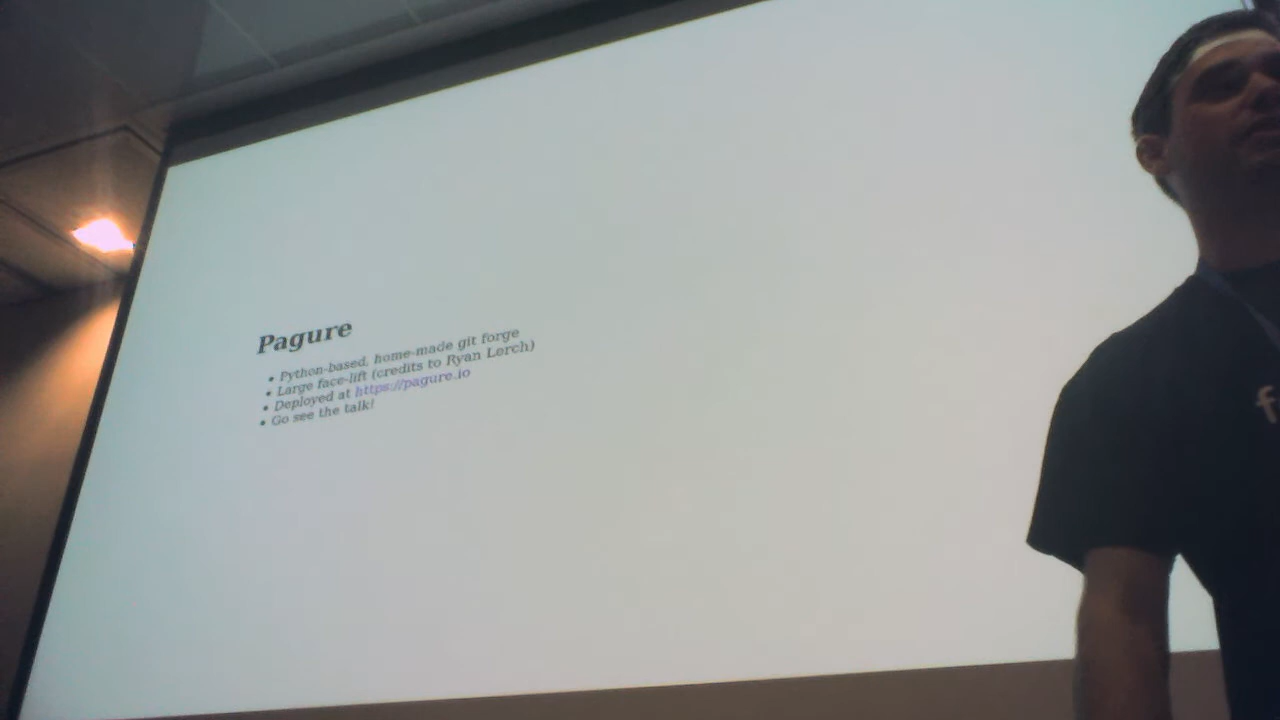 Pagure
• Python-based, home-made git forge
• Large face-lift (credits to Ryan Lerch)
• Deployed at https://pagure.io
• Go see the talk!
f